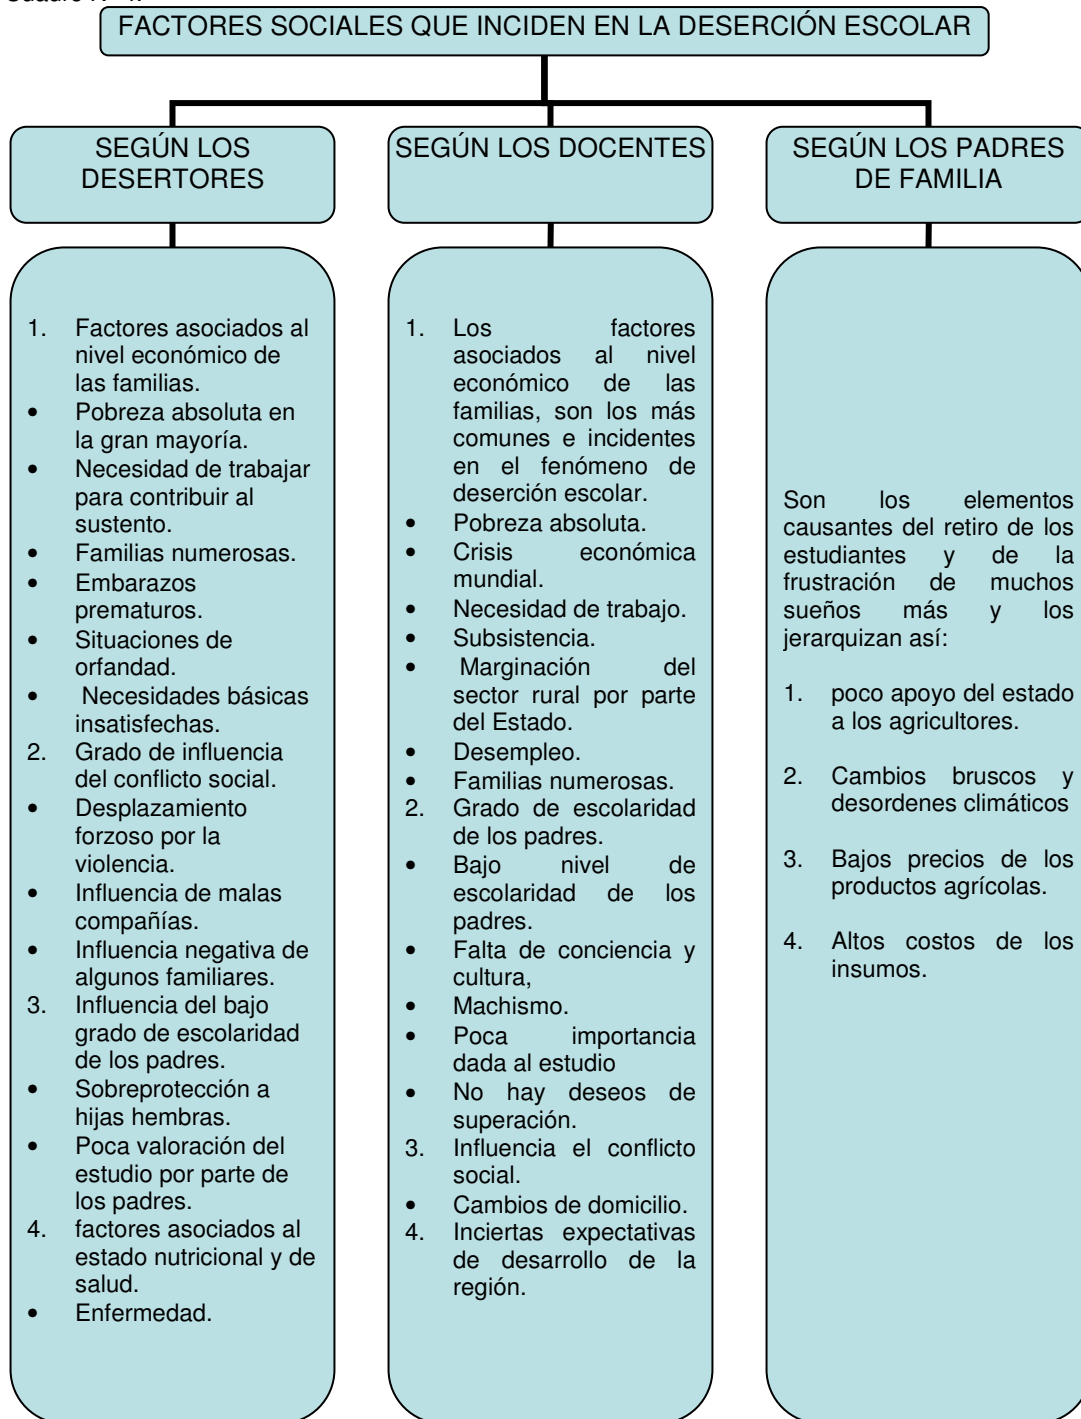 FACTORES SOCIALES QUE INCIDEN EN LA DESERCIÓN ESCOLAR
SEGÚN LOS
DESERTORES
1. Factores asociados al
nivel económico de
las familias.
• Pobreza absoluta en
la gran mayoría.
• Necesidad de trabajar
para contribuir al
sustento.
• Familias numerosas.
• Embarazos
prematuros.
• Situaciones de
orfandad.
• Necesidades básicas
insatisfechas.
2. Grado de influencia
del conflicto social.
• Desplazamiento
forzoso por la
violencia.
• Influencia de malas
compañías.
• Influencia negativa de
algunos familiares.
3. Influencia del bajo
grado de escolaridad
de los padres.
• Sobreprotección a
hijas hembras.
• Poca valoración del
estudio por parte de
los padres.
4. factores asociados al
estado nutricional y de
salud.
• Enfermedad.
SEGÚN LOS DOCENTES
1. Los factores
asociados al nivel
económico de las
familias, son los más
comunes e incidentes
en el fenómeno de
deserción escolar.
• Pobreza absoluta.
• Crisis económica
mundial.
• Necesidad de trabajo.
• Subsistencia.
• Marginación del
sector rural por parte
del Estado.
• Desempleo.
• Familias numerosas.
2. Grado de escolaridad
de los padres.
• Bajo nivel de
escolaridad de los
padres.
• Falta de conciencia y
cultura,
• Machismo.
• Poca importancia
dada al estudio
• No hay deseos de
superación.
3. Influencia el conflicto
social.
• Cambios de domicilio.
4. Inciertas expectativas
de desarrollo de la
región.
SEGÚN LOS PADRES
DE FAMILIA
Son los elementos
causantes del retiro de los
estudiantes y de la
frustración de muchos
sueños más y los
jerarquizan así:
1. poco apoyo del estado
a los agricultores.
2. Cambios bruscos y
desordenes climáticos
3. Bajos precios de los
productos agrícolas.
4. Altos costos de los
insumos.